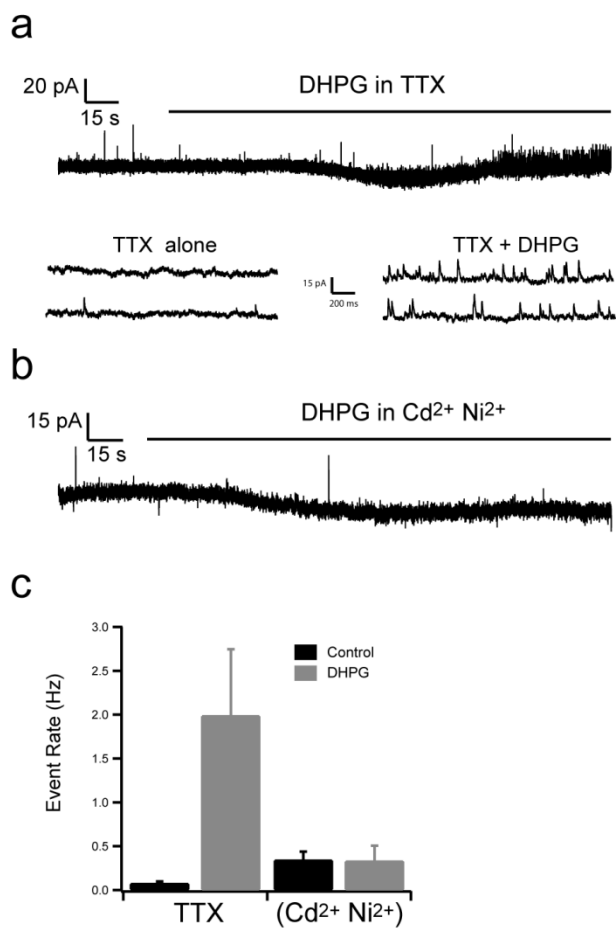 a
20 pA
15 s
DHPG in TTX
TTX alone
15 pA
200 ms
TTX + DHPG
b
15 pA
15 s
DHPG in Cd²⁺ Ni²⁺
c
Event Rate (Hz)
3.0
2.5
2.0
1.5
1.0
0.5
0.0
Control
DHPG
TTX
(Cd²⁺ Ni²⁺)